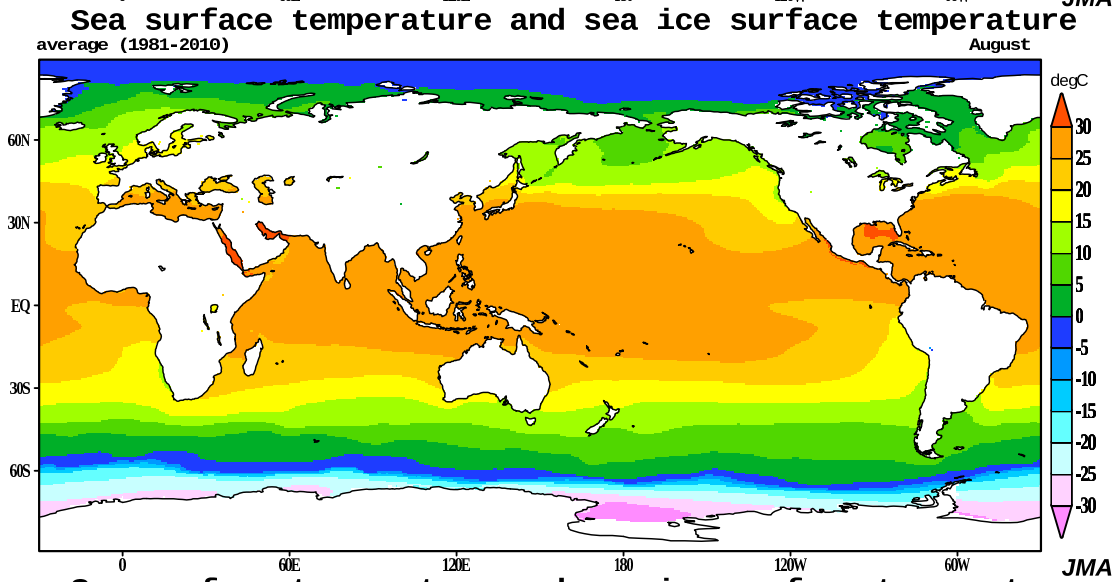 JMA
Sea surface temperature and sea ice surface temperature
average (1981-2010) August
degC
30
25
20
15
10
5
0
-5
-10
-15
-20
-25
-30
60N
30N
EQ
30S
60S
0 60E 120E 180 120W 60W
JMA